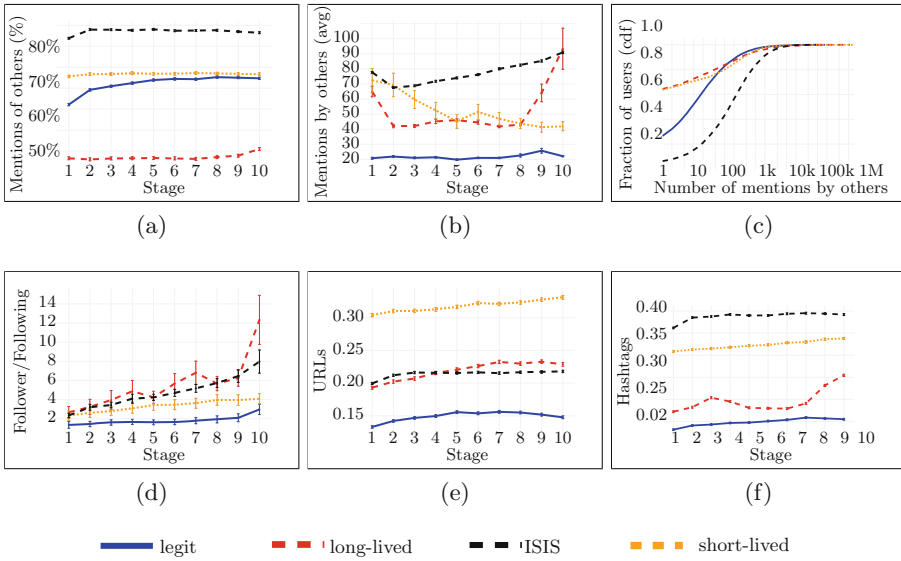 Mentions of others (%)
80%
70%
60%
50%
1 2 3 4 5 6 7 8 9 10
Stage
(a)
Mentions by others (avg)
100
90
80
70
60
50
40
30
20
1 2 3 4 5 6 7 8 9 10
Stage
(b)
Fraction of users (cdf)
1.0
0.8
0.6
0.4
0.2
1 10 100 1k 10k 100k 1M
Number of mentions by others
(c)
Follower/Following
14
12
10
8
6
4
2
1 2 3 4 5 6 7 8 9 10
Stage
(d)
URLs
0.30
0.25
0.20
0.15
1 2 3 4 5 6 7 8 9 10
Stage
(e)
Hashtags
0.40
0.35
0.30
0.25
0.02
1 2 3 4 5 6 7 8 9 10
Stage
(f)
legit long-lived ISIS short-lived